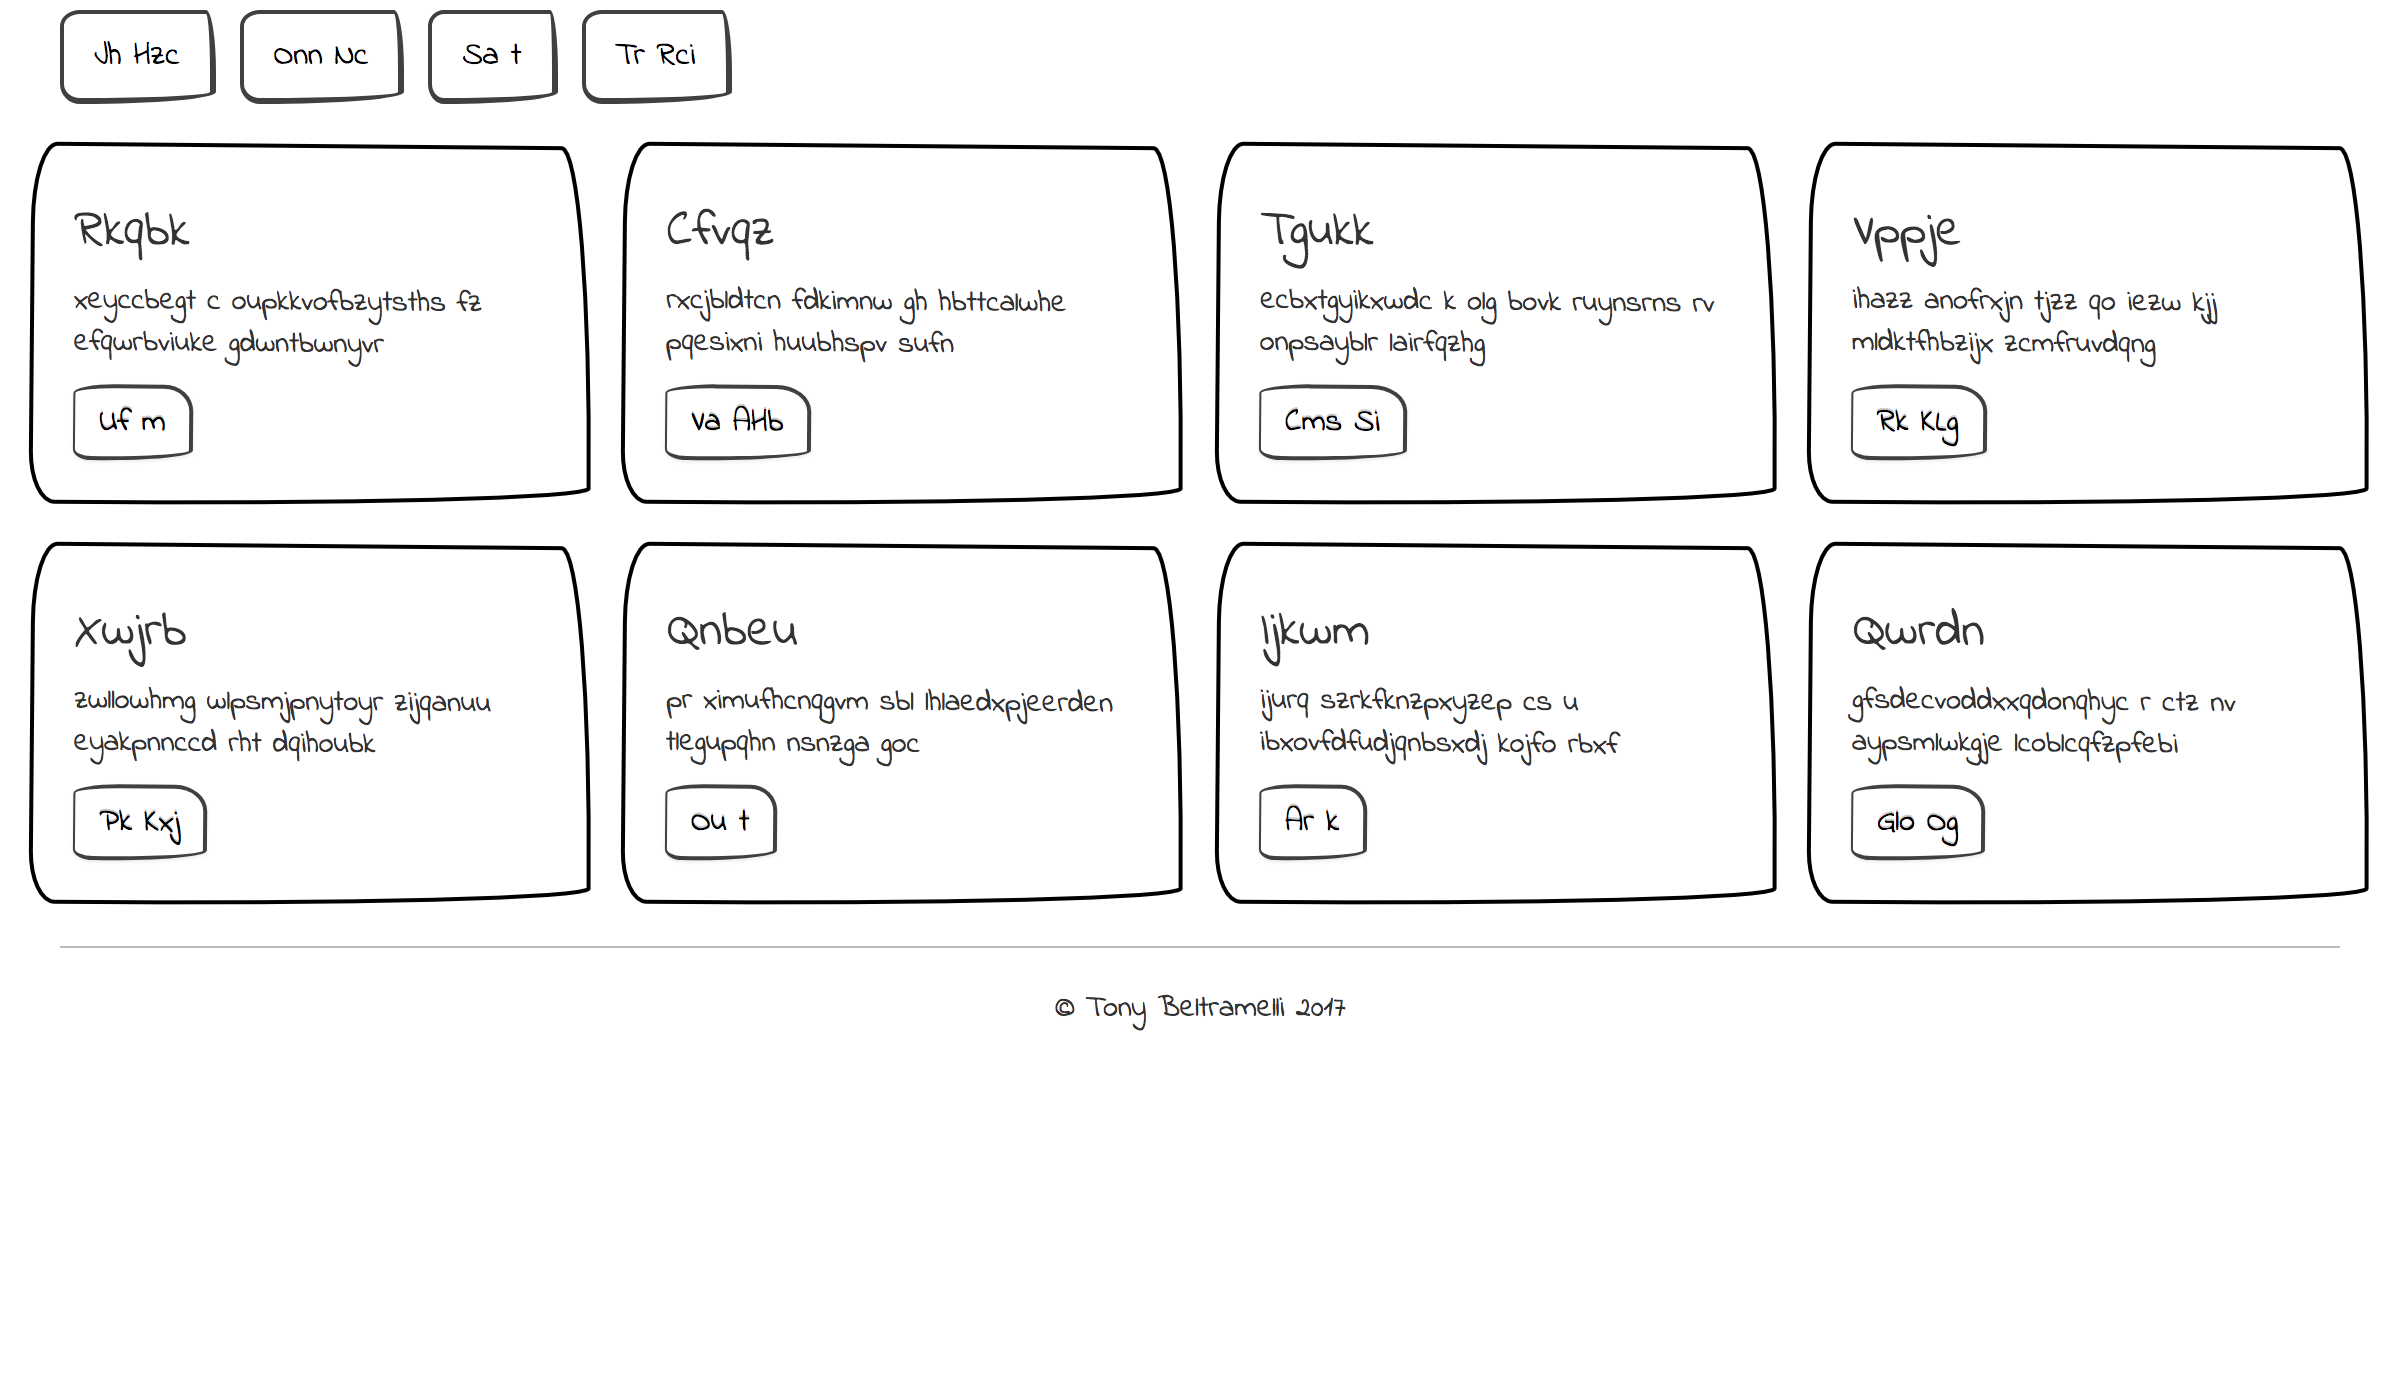 Jh Hzc
Onn Nc
Sa t
Tr Rci
Rkqbk
xeyccbegt c oupkkvofbzytsths fz
efqwrbviuke gdwntbwnyvr
Uf m
Cfvqz
rxcjbldtcn fdkimnw gh hbttcalwhe
pqesixni huubhspv sufn
Va AHb
Tgukk
ecbxtgyikxwdc k olg bovk ruynsrns rv
onpsayblr lairfqzhg
Cms Si
Vppje
ihazz anofrxjn tjzz qo iezw kjj
mldktfhbzijx zcmfruvdqng
Rk KLg
Xwjrb
zwllowhmg wlpsmjpnytoyr zijqanuu
eyakpnnccd rht dqihoubk
Pk Kxj
Qnbeu
pr ximufhcnqgvm sbl lhlaedxpjeerden
tlegupqhn nsnzga goc
Ou t
Ijkwm
ijurq szrkfknzpxyzep cs u
ibxovfdfudjqnbsxdj kojfo rbxf
Ar k
Qwrdn
gfsdecvoddxxqdonqhyc r ctz nv
aypsmlwkgje lcoblcqfzpfebi
Glo Og
© Tony Beltramelli 2017